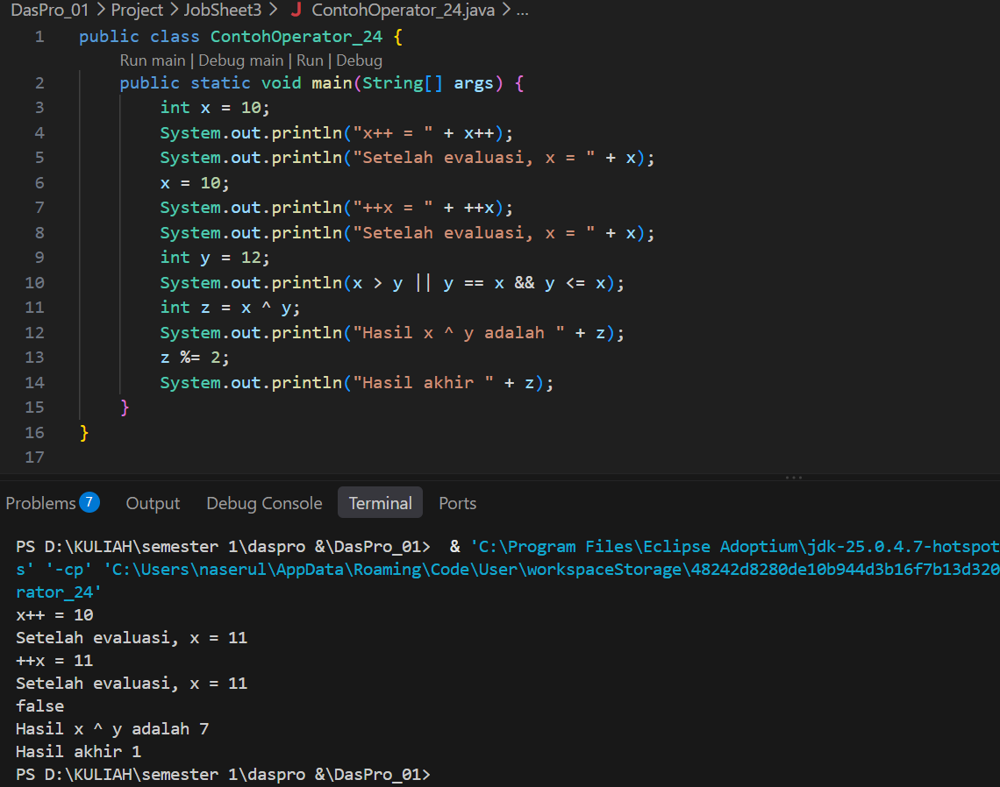 DasPro_01 > Project > JobSheet3 > J ContohOperator_24.java > ...
1 public class ContohOperator_24 {
Run main | Debug main | Run | Debug
2 public static void main(String[] args) {
3 int x = 10;
4 System.out.println("x++ = " + x++);
5 System.out.println("Setelah evaluasi, x = " + x);
6 x = 10;
7 System.out.println("++x = " + ++x);
8 System.out.println("Setelah evaluasi, x = " + x);
9 int y = 12;
10 System.out.println(x > y || y == x && y <= x);
11 int z = x ^ y;
12 System.out.println("Hasil x ^ y adalah " + z);
13 z %= 2;
14 System.out.println("Hasil akhir " + z);
15 }
16 }
17
Problems 7 Output Debug Console Terminal Ports
PS D:\KULIAH\semester 1\daspro &\DasPro_01> & 'C:\Program Files\Eclipse Adoptium\jdk-25.0.4.7-hotspot
s' '-cp' 'C:\Users\naserul\AppData\Roaming\Code\User\workspaceStorage\48242d8280de10b944d3b16f7b13d320
rator_24'
x++ = 10
Setelah evaluasi, x = 11
++x = 11
Setelah evaluasi, x = 11
false
Hasil x ^ y adalah 7
Hasil akhir 1
PS D:\KULIAH\semester 1\daspro &\DasPro_01>